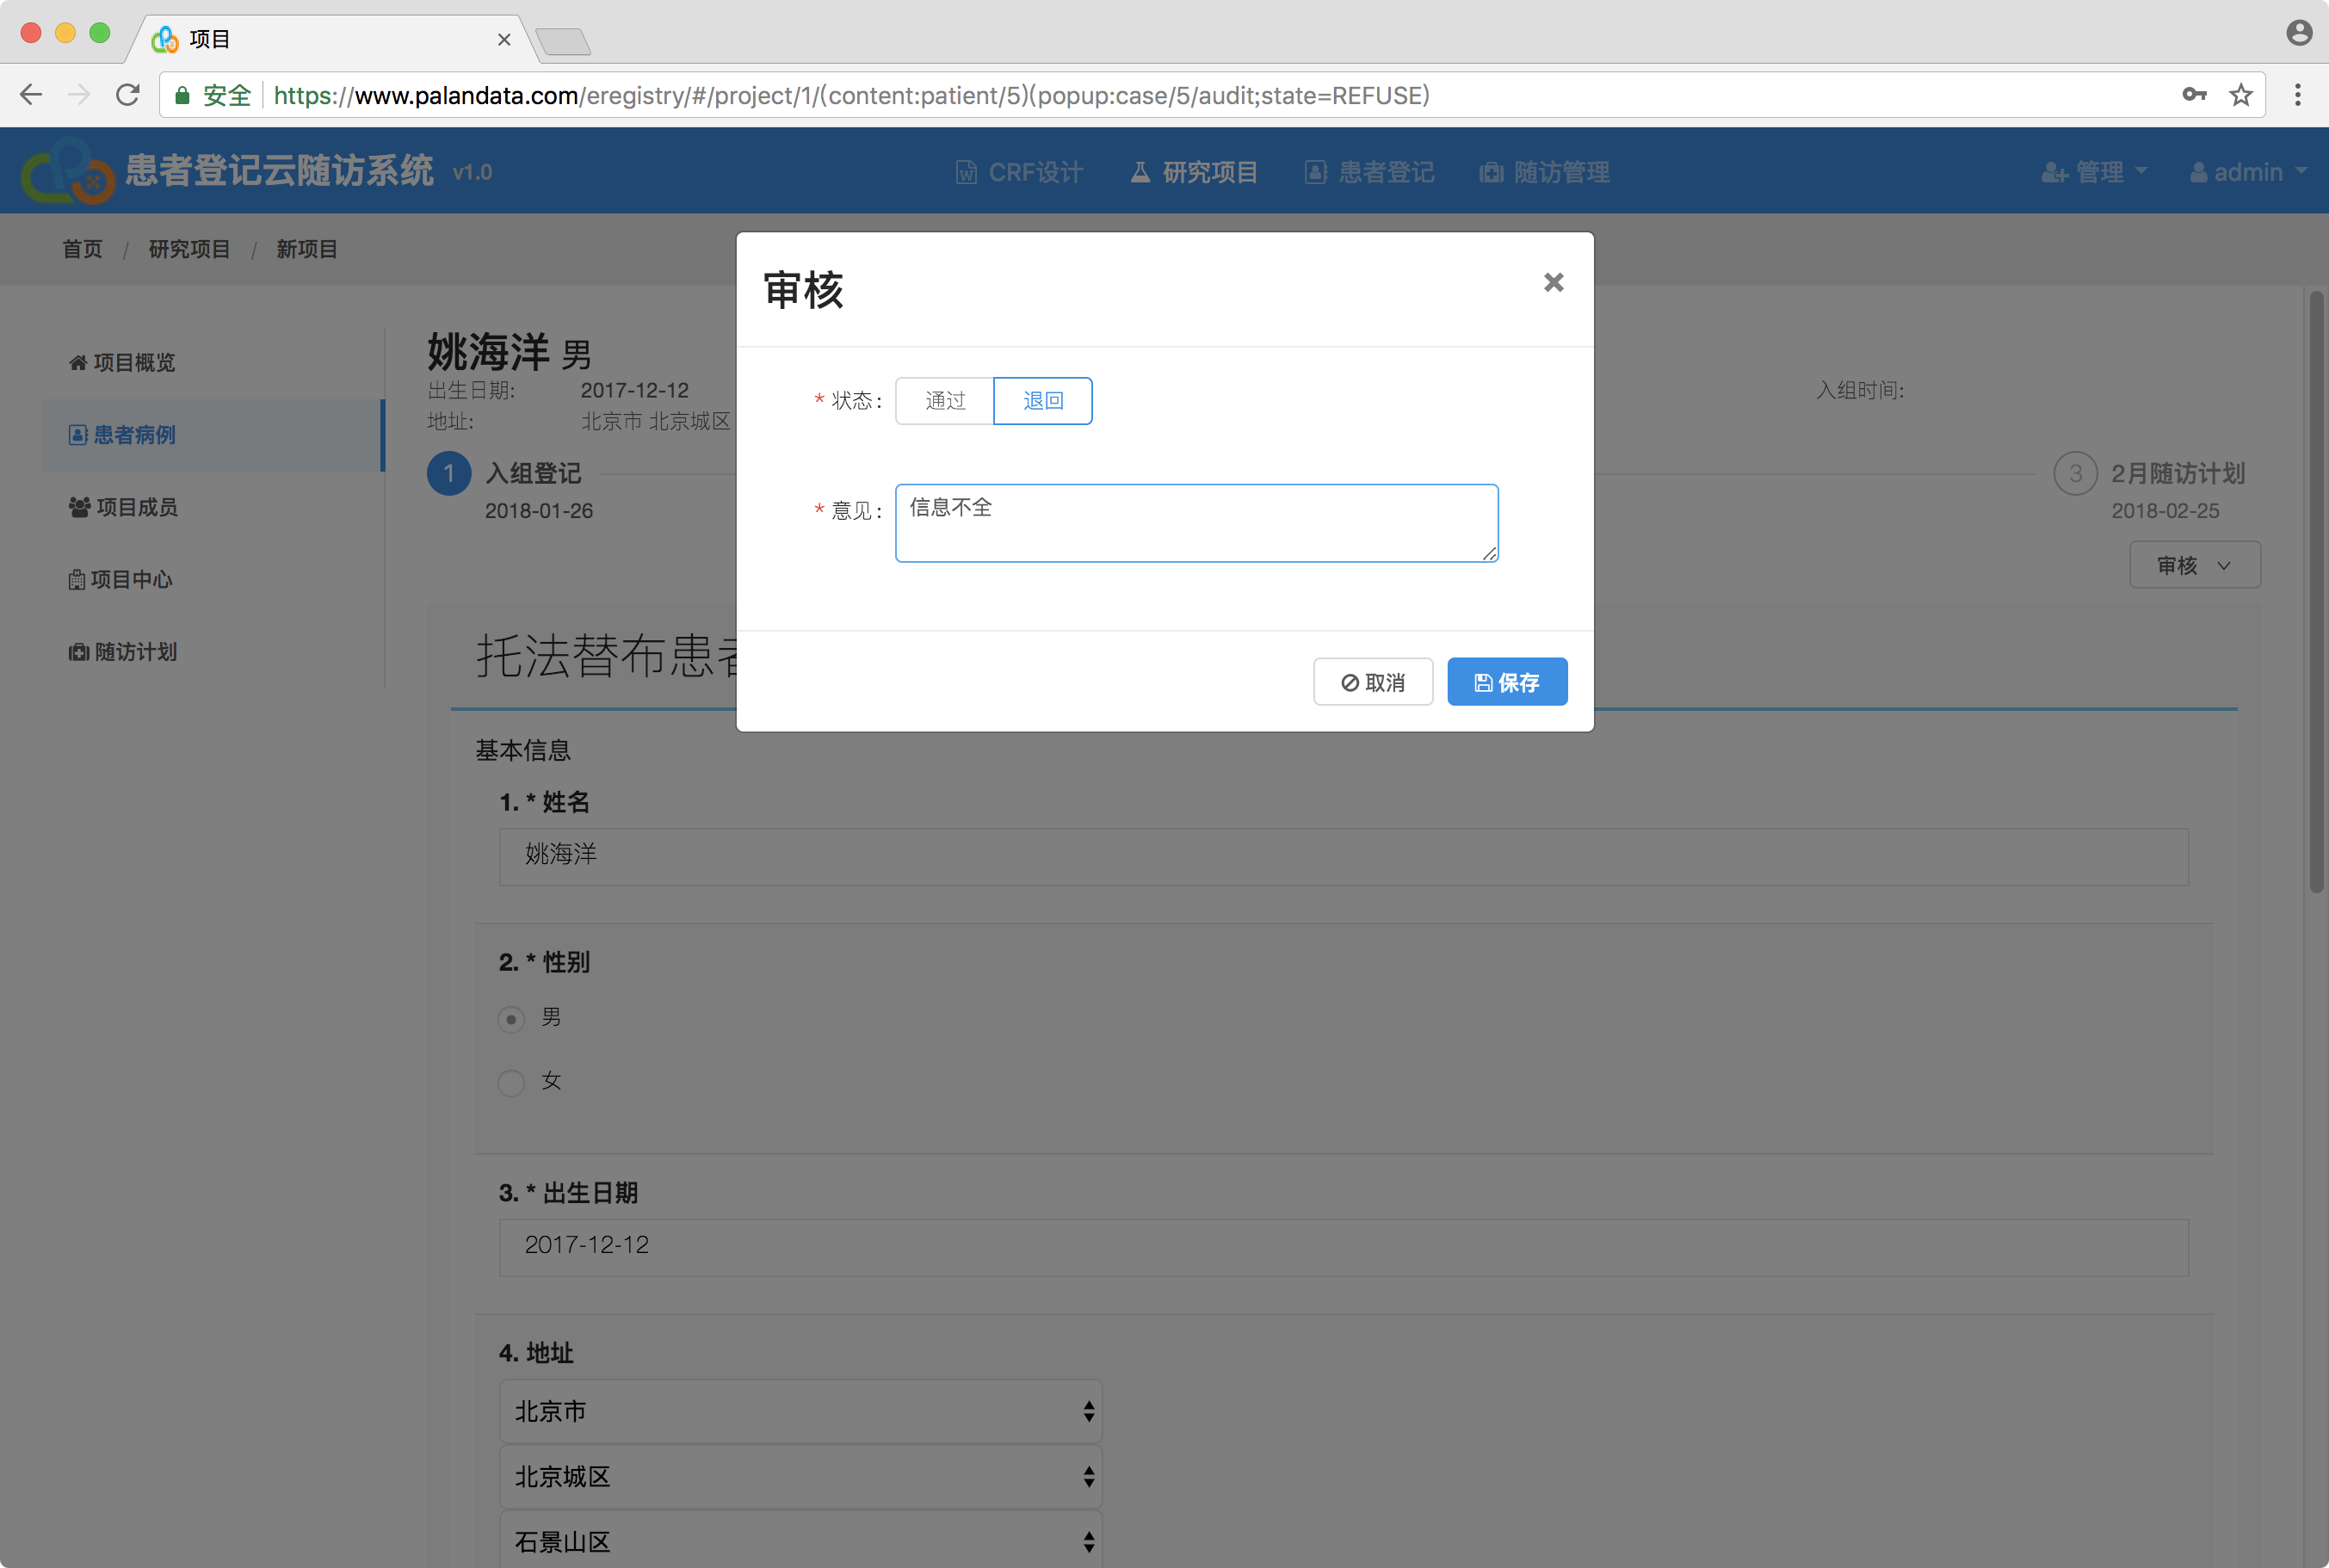 项目
安全 https://www.palandata.com/eregistry/#/project/1/(content:patient/5)(popup:case/5/audit;state=REFUSE)
患者登记云随访系统 v1.0 CRF设计 研究项目 患者登记 随访管理 管理 admin
首页 / 研究项目 / 新项目
审核
项目概览
患者病例
项目成员
项目中心
随访计划
姚海洋 男
出生日期: 2017-12-12 入组时间:
地址: 北京市 北京城区
1 入组登记 3 2月随访计划
2018-01-26 2018-02-25
审核
* 状态: 通过 退回
* 意见: 信息不全
取消 保存
托法替布患者
基本信息
1. * 姓名
姚海洋
2. * 性别
男
女
3. * 出生日期
2017-12-12
4. 地址
北京市
北京城区
石景山区